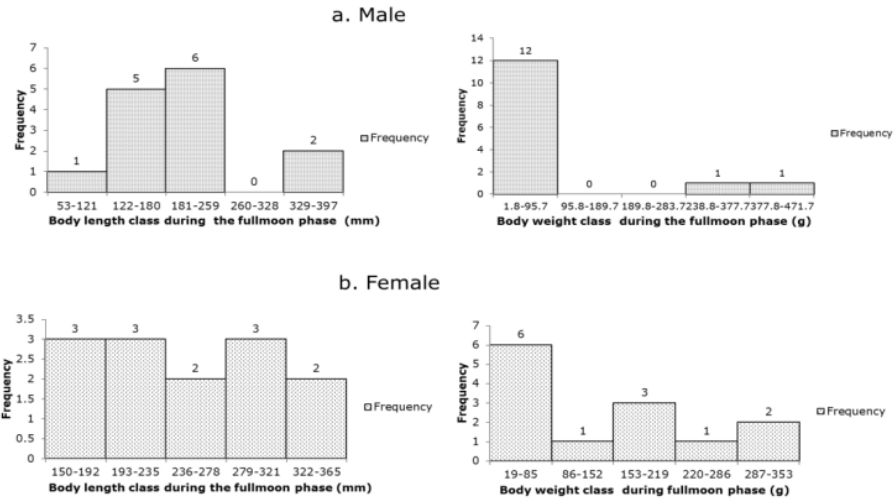 a. Male
7
6
5
4
3
2
1
0
Frequency
1
5
6
0
2
Frequency
53-121 122-180 181-259 260-328 329-397
Body length class during the fullmoon phase (mm)
14
12
10
8
6
4
2
0
Frequency
12
0
0
1
1
Frequency
1.8-95.7 95.8-189.7 189.8-283.7 238.8-377.7 377.8-471.7
Body weight class during the fullmoon phase (g)
b. Female
3.5
3
2.5
2
1.5
1
0.5
0
Frequency
3
3
2
3
2
Frequency
150-192 193-235 236-278 279-321 322-365
Body length class during the fullmoon phase (mm)
7
6
5
4
3
2
1
0
Frequency
6
1
3
1
2
Frequency
19-85 86-152 153-219 220-286 287-353
Body weight class during fullmoon phase (g)